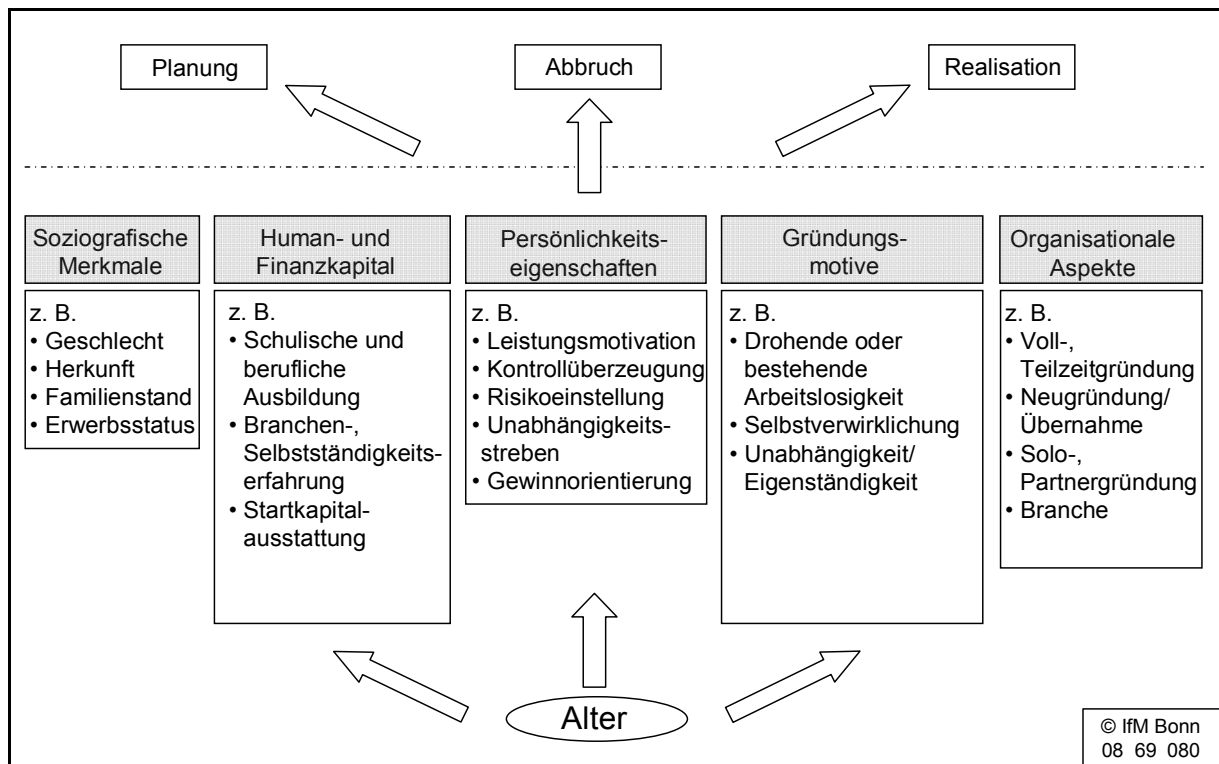 Planung
Abbruch
Realisation
Soziografische
Merkmale
z. B.
• Geschlecht
• Herkunft
• Familienstand
• Erwerbsstatus
Human- und
Finanzkapital
z. B.
• Schulische und
berufliche
Ausbildung
• Branchen-,
Selbstständigkeits-
erfahrung
• Startkapital-
ausstattung
Persönlichkeits-
eigenschaften
z. B.
• Leistungsmotivation
• Kontrollüberzeugung
• Risikoeinstellung
• Unabhängigkeits-
streben
• Gewinnorientierung
Gründungs-
motive
z. B.
• Drohende oder
bestehende
Arbeitslosigkeit
• Selbstverwirklichung
• Unabhängigkeit/
Eigenständigkeit
Organisationale
Aspekte
z. B.
• Voll-,
Teilzeitgründung
• Neugründung/
Übernahme
• Solo-,
Partnergründung
• Branche
Alter
© IfM Bonn
08 69 080